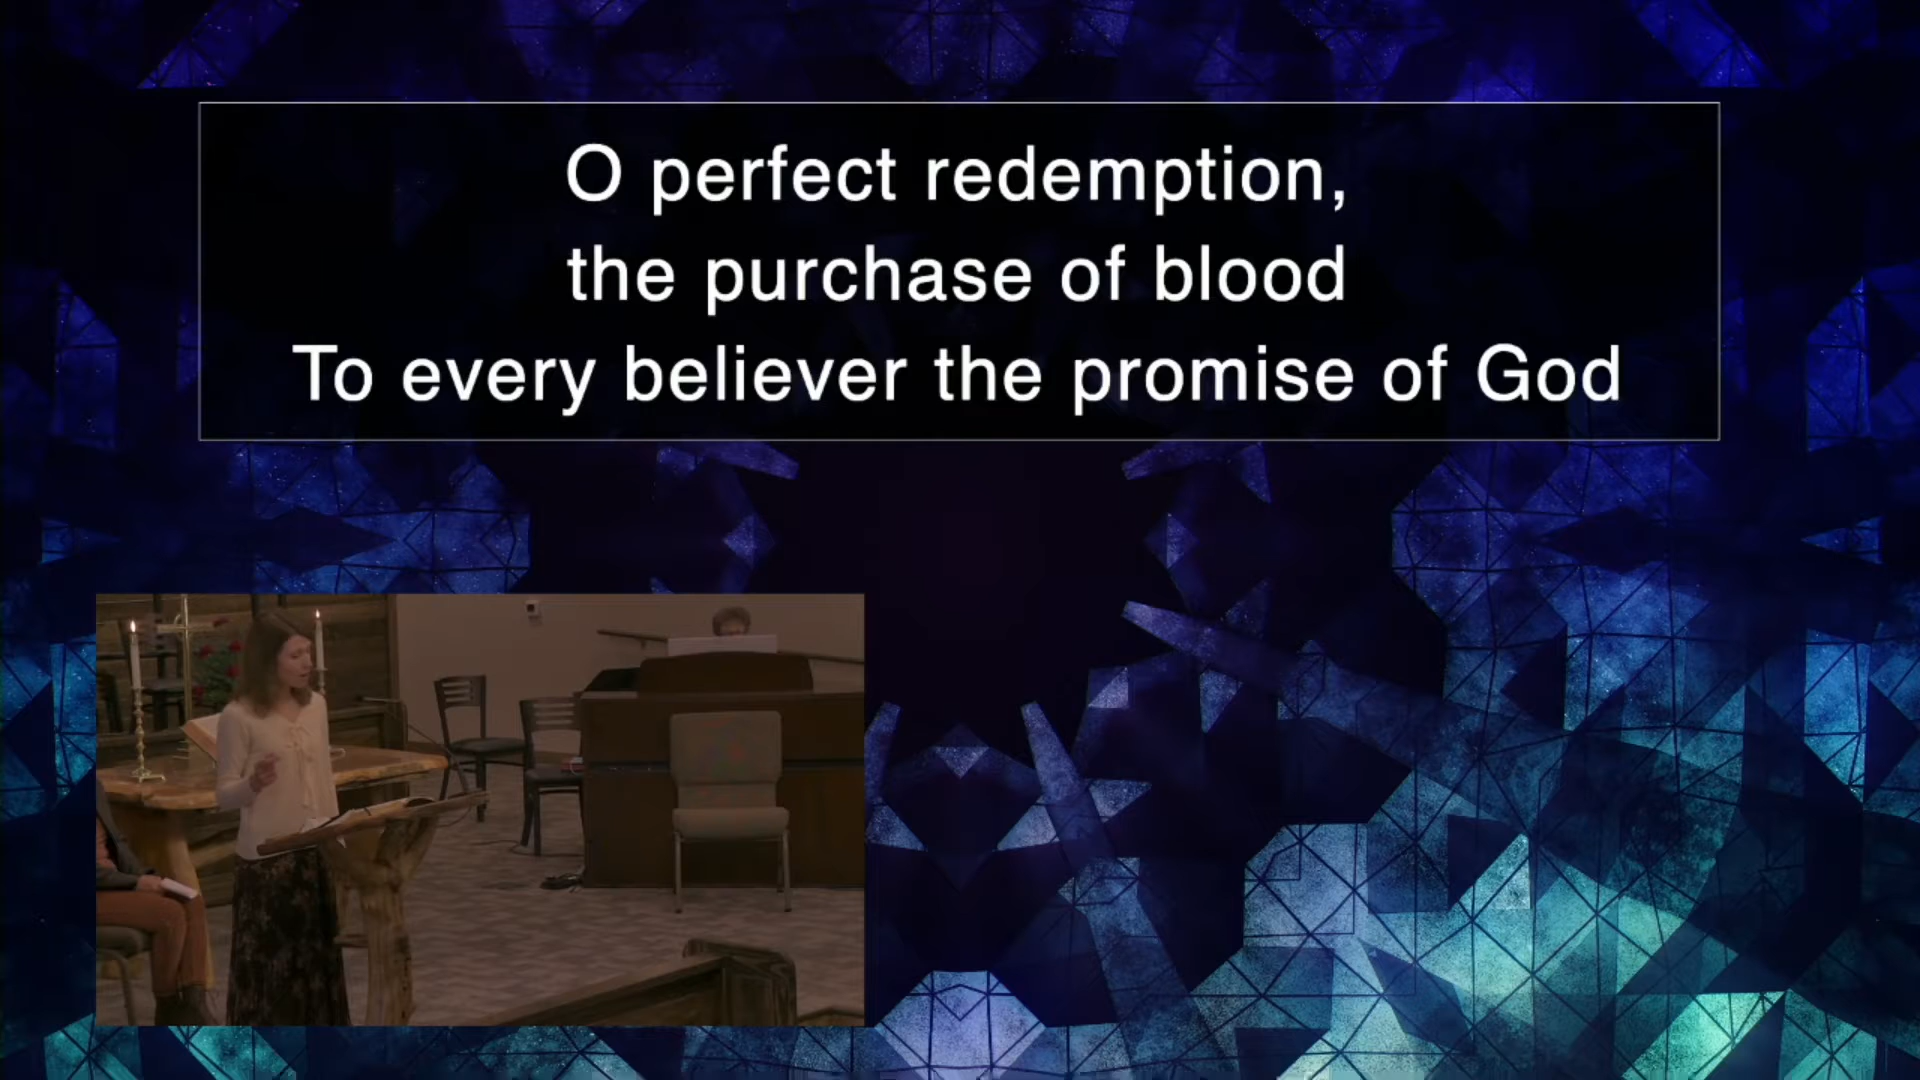 O perfect redemption,
the purchase of blood
To every believer the promise of God